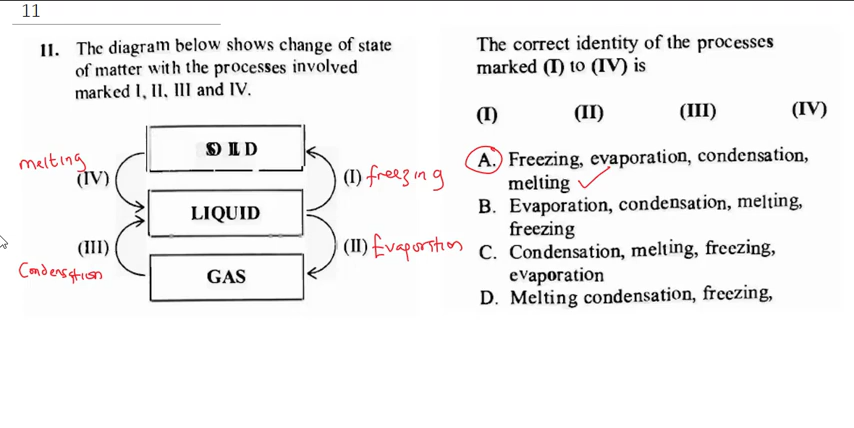 11
11. The diagram below shows change of state
of matter with the processes involved
marked I, II, III and IV.
SOLID
melting
(IV)
(I) freezing
LIQUID
(III)
(II) Evaporstion
Condensation
GAS
The correct identity of the processes
marked (I) to (IV) is
(I) (II) (III) (IV)
A. Freezing, evaporation, condensation,
melting
B. Evaporation, condensation, melting,
freezing
C. Condensation, melting, freezing,
evaporation
D. Melting condensation, freezing,